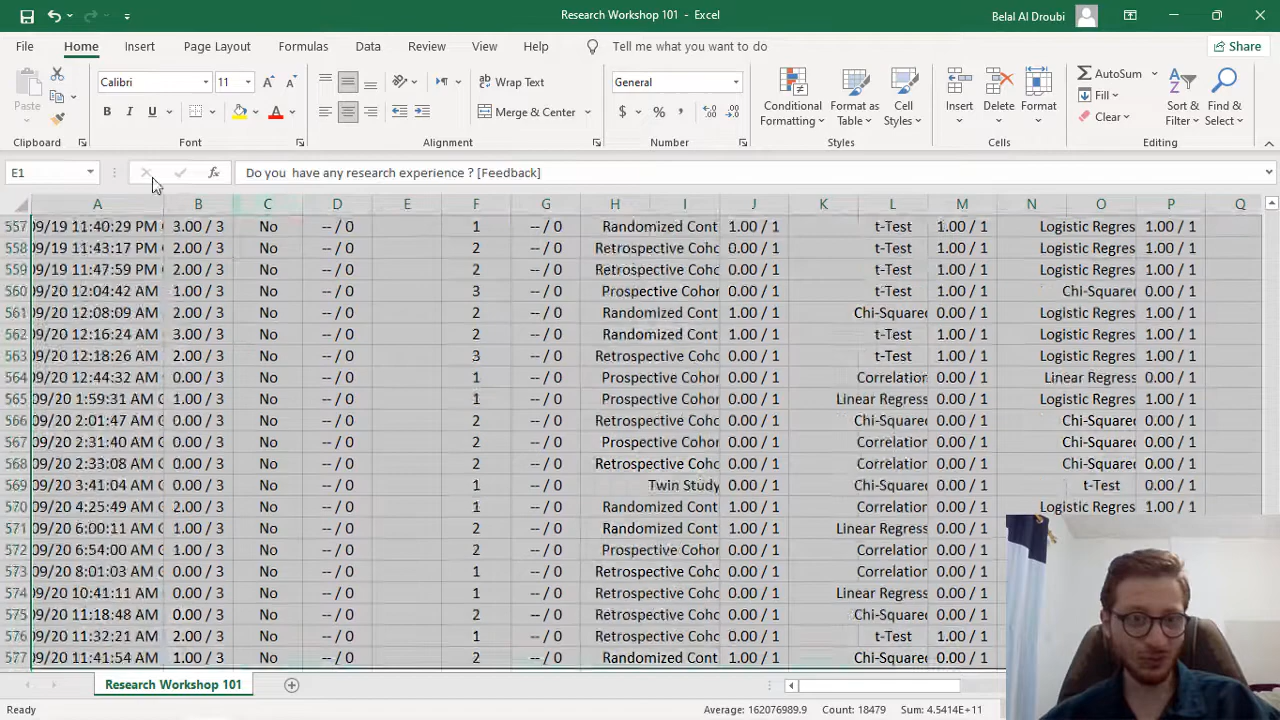 Research Workshop 101 - Excel
Belal Al Droubi
File Home Insert Page Layout Formulas Data Review View Help Tell me what you want to do Share
Paste Calibri 11 B I U Wrap Text Merge & Center General $ % Conditional Formatting Format as Table Cell Styles Insert Delete Format AutoSum Fill Clear Sort & Filter Find & Select
Clipboard Font Alignment Number Styles Cells Editing
E1 fx Do you have any research experience ? [Feedback]
A B C D E F G H I J K L M N O P Q
557 09/19 11:40:29 PM 3.00 / 3 No -- / 0 1 -- / 0 Randomized Cont 1.00 / 1 t-Test 1.00 / 1 Logistic Regres 1.00 / 1
558 09/19 11:43:17 PM 2.00 / 3 No -- / 0 2 -- / 0 Retrospective Coho 0.00 / 1 t-Test 1.00 / 1 Logistic Regres 1.00 / 1
559 09/19 11:47:59 PM 2.00 / 3 No -- / 0 2 -- / 0 Retrospective Coho 0.00 / 1 t-Test 1.00 / 1 Logistic Regres 1.00 / 1
560 09/20 12:04:42 AM 1.00 / 3 No -- / 0 3 -- / 0 Prospective Cohor 0.00 / 1 t-Test 1.00 / 1 Chi-Squared 0.00 / 1
561 09/20 12:08:09 AM 2.00 / 3 No -- / 0 2 -- / 0 Randomized Cont 1.00 / 1 Chi-Squared 0.00 / 1 Logistic Regres 1.00 / 1
562 09/20 12:16:24 AM 3.00 / 3 No -- / 0 2 -- / 0 Randomized Cont 1.00 / 1 t-Test 1.00 / 1 Logistic Regres 1.00 / 1
563 09/20 12:18:26 AM 2.00 / 3 No -- / 0 3 -- / 0 Retrospective Coho 0.00 / 1 t-Test 1.00 / 1 Logistic Regres 1.00 / 1
564 09/20 12:44:32 AM 0.00 / 3 No -- / 0 1 -- / 0 Prospective Cohor 0.00 / 1 Correlation 0.00 / 1 Linear Regress 0.00 / 1
565 09/20 1:59:31 AM G 1.00 / 3 No -- / 0 1 -- / 0 Prospective Cohor 0.00 / 1 Linear Regress 0.00 / 1 Logistic Regres 1.00 / 1
566 09/20 2:01:47 AM G 0.00 / 3 No -- / 0 2 -- / 0 Retrospective Coho 0.00 / 1 Chi-Squared 0.00 / 1 Chi-Squared 0.00 / 1
567 09/20 2:31:40 AM G 0.00 / 3 No -- / 0 2 -- / 0 Prospective Cohor 0.00 / 1 Correlation 0.00 / 1 Chi-Squared 0.00 / 1
568 09/20 2:33:08 AM G 0.00 / 3 No -- / 0 2 -- / 0 Retrospective Coho 0.00 / 1 Correlation 0.00 / 1 Chi-Squared 0.00 / 1
569 09/20 3:41:04 AM G 0.00 / 3 No -- / 0 1 -- / 0 Twin Study 0.00 / 1 Chi-Squared 0.00 / 1 t-Test 0.00 / 1
570 09/20 4:25:49 AM G 2.00 / 3 No -- / 0 1 -- / 0 Randomized Cont 1.00 / 1 Correlation 0.00 / 1 Logistic Regres 1.00 / 1
571 09/20 6:00:11 AM G 1.00 / 3 No -- / 0 2 -- / 0 Randomized Cont 1.00 / 1 Linear Regress 0.00 / 1
572 09/20 6:54:00 AM G 1.00 / 3 No -- / 0 2 -- / 0 Prospective Cohor 0.00 / 1 Correlation 0.00 / 1
573 09/20 8:01:03 AM G 0.00 / 3 No -- / 0 2 -- / 0 Retrospective Coho 0.00 / 1 Correlation 0.00 / 1
574 09/20 10:41:11 AM 0.00 / 3 No -- / 0 1 -- / 0 Retrospective Coho 0.00 / 1 Linear Regress 0.00 / 1
575 09/20 11:18:48 AM 0.00 / 3 No -- / 0 2 -- / 0 Retrospective Coho 0.00 / 1 Chi-Squared 0.00 / 1
576 09/20 11:32:21 AM 2.00 / 3 No -- / 0 1 -- / 0 Retrospective Coho 0.00 / 1 t-Test 1.00 / 1
577 09/20 11:41:54 AM 1.00 / 3 No -- / 0 2 -- / 0 Randomized Cont 1.00 / 1 Chi-Squared 0.00 / 1
Research Workshop 101
Ready Average: 162076989.9 Count: 18479 Sum: 4.5414E+11